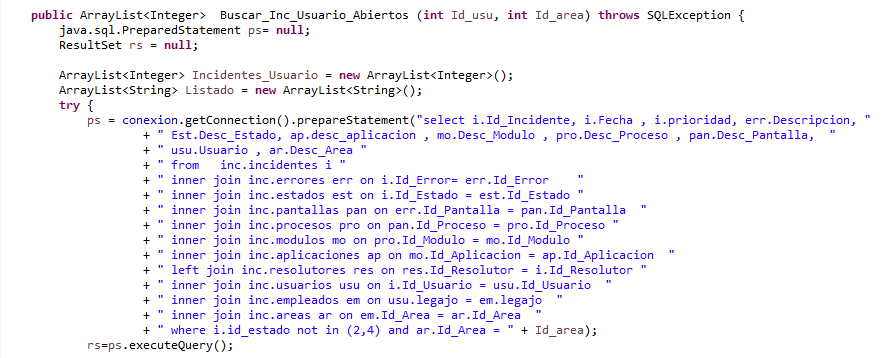 public ArrayList<Integer>  Buscar_Inc_Usuario_Abiertos (int Id_usu, int Id_area) throws SQLException {
java.sql.PreparedStatement ps= null;
ResultSet rs = null;
ArrayList<Integer> Incidentes_Usuario = new ArrayList<Integer>();
ArrayList<String> Listado = new ArrayList<String>();
try {
ps = conexion.getConnection().prepareStatement("select i.Id_Incidente, i.Fecha , i.prioridad, err.Descripcion, "
+ " Est.Desc_Estado, ap.desc_aplicacion , mo.Desc_Modulo , pro.Desc_Proceso , pan.Desc_Pantalla,  "
+ " usu.Usuario , ar.Desc_Area "
+ " from   inc.incidentes i "
+ " inner join inc.errores err on i.Id_Error= err.Id_Error    "
+ " inner join inc.estados est on i.Id_Estado = est.Id_Estado "
+ " inner join inc.pantallas pan on err.Id_Pantalla = pan.Id_Pantalla  "
+ " inner join inc.procesos pro on pan.Id_Proceso = pro.Id_Proceso "
+ " inner join inc.modulos mo on pro.Id_Modulo = mo.Id_Modulo "
+ " inner join inc.aplicaciones ap on mo.Id_Aplicacion = ap.Id_Aplicacion  "
+ " left join inc.resolutores res on res.Id_Resolutor = i.Id_Resolutor "
+ " inner join inc.usuarios usu on i.Id_Usuario = usu.Id_Usuario  "
+ " inner join inc.empleados em on usu.legajo = em.legajo  "
+ " inner join inc.areas ar on em.Id_Area = ar.Id_Area  "
+ " where i.id_estado not in (2,4) and ar.Id_Area = " + Id_area);
rs=ps.executeQuery();